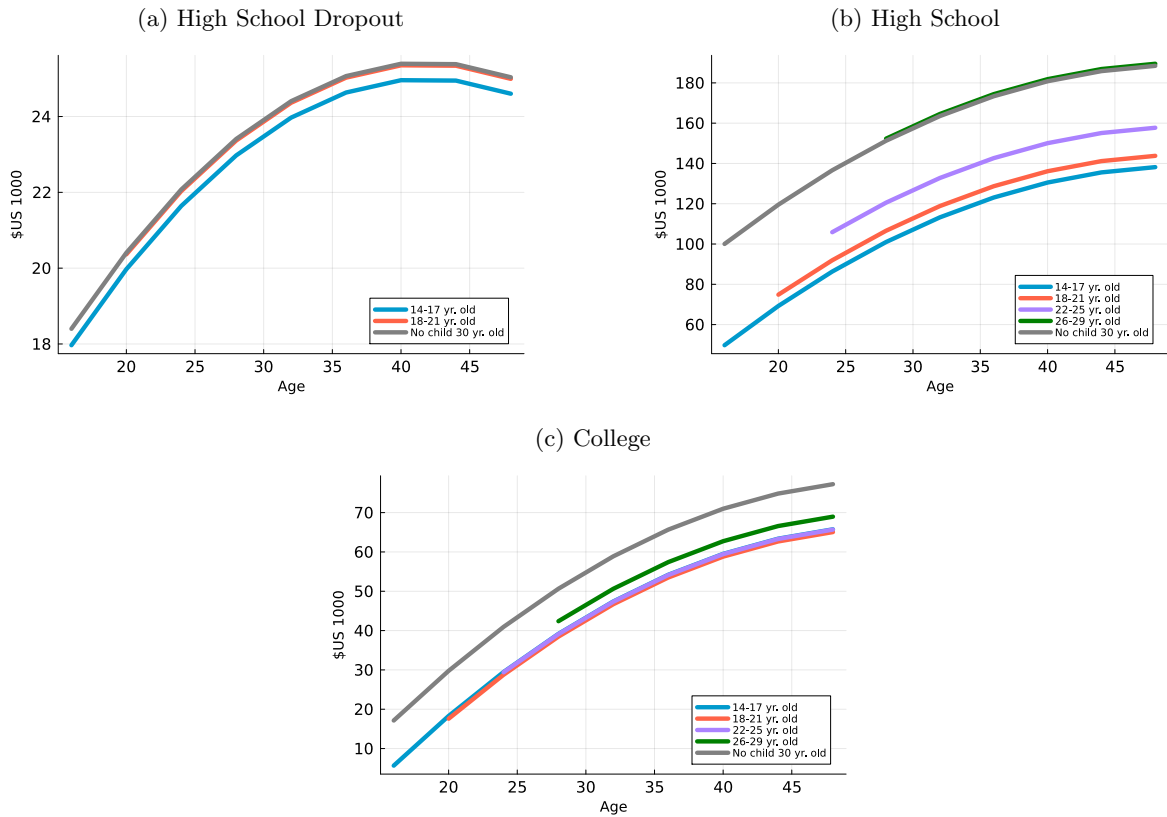 (a) High School Dropout
24
22
20
18
$US 1000
20
25
30
35
40
45
Age
14-17 yr. old
18-21 yr. old
No child 30 yr. old
(b) High School
180
160
140
120
100
80
60
$US 1000
20
25
30
35
40
45
Age
14-17 yr. old
18-21 yr. old
22-25 yr. old
26-29 yr. old
No child 30 yr. old
(c) College
70
60
50
40
30
20
10
$US 1000
20
25
30
35
40
45
Age
14-17 yr. old
18-21 yr. old
22-25 yr. old
26-29 yr. old
No child 30 yr. old